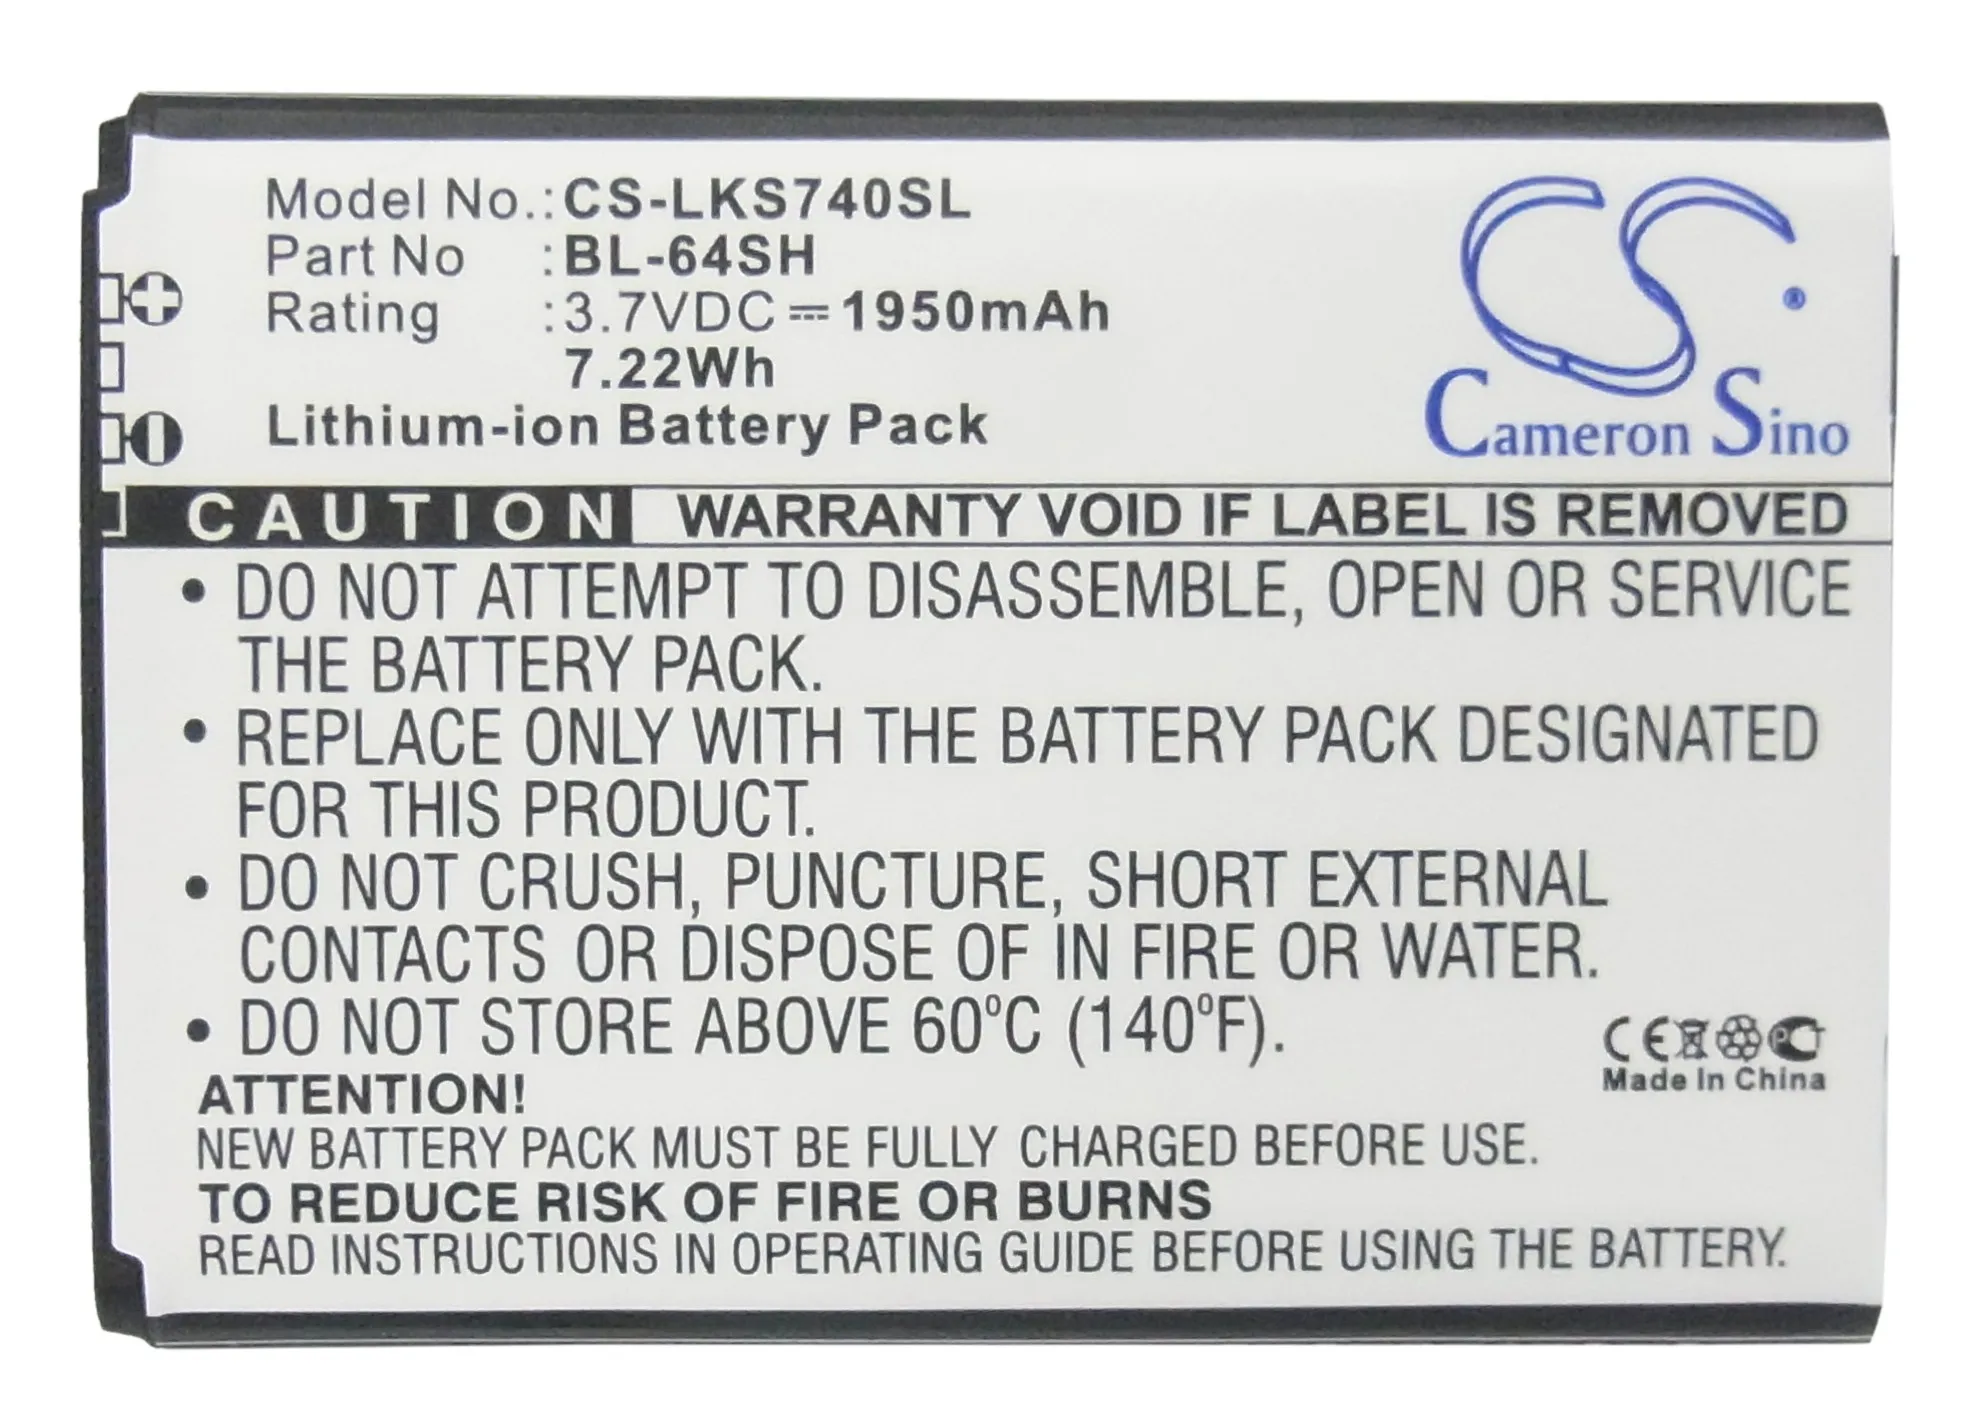 Model No.: CS-LKS740SL
Part No : BL-64SH
Rating : 3.7VDC ⎓ 1950mAh
7.22Wh
Lithium-ion Battery Pack
CS ®
Cameron Sino
CAUTION WARRANTY VOID IF LABEL IS REMOVED
• DO NOT ATTEMPT TO DISASSEMBLE, OPEN OR SERVICE
THE BATTERY PACK.
• REPLACE ONLY WITH THE BATTERY PACK DESIGNATED
FOR THIS PRODUCT.
• DO NOT CRUSH, PUNCTURE, SHORT EXTERNAL
CONTACTS OR DISPOSE OF IN FIRE OR WATER.
• DO NOT STORE ABOVE 60°C (140°F).
CE
Made In China
ATTENTION!
NEW BATTERY PACK MUST BE FULLY CHARGED BEFORE USE.
TO REDUCE RISK OF FIRE OR BURNS
READ INSTRUCTIONS IN OPERATING GUIDE BEFORE USING THE BATTERY.